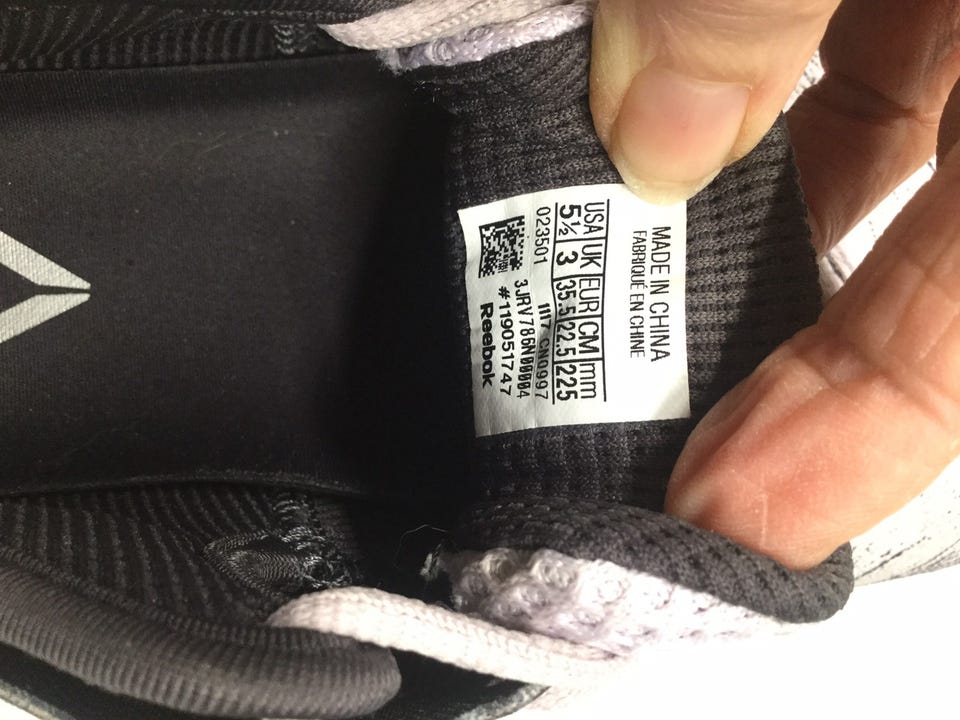 MADE IN CHINA
FABRIQUÉ EN CHINE
USA UK EUR CM mm
5½ 3 35.5 22.5 225
023501 1117 CN0997
3JRV786N00004
#119051747
Reebok